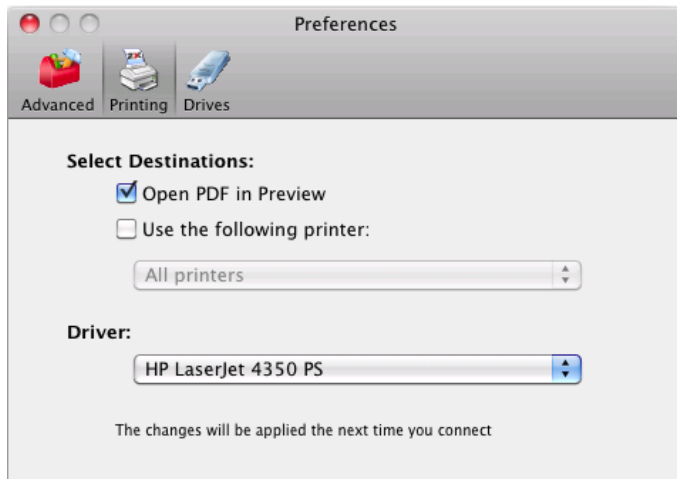 Preferences
Advanced Printing Drives
Select Destinations:
Open PDF in Preview
Use the following printer:
All printers
Driver:
HP LaserJet 4350 PS
The changes will be applied the next time you connect